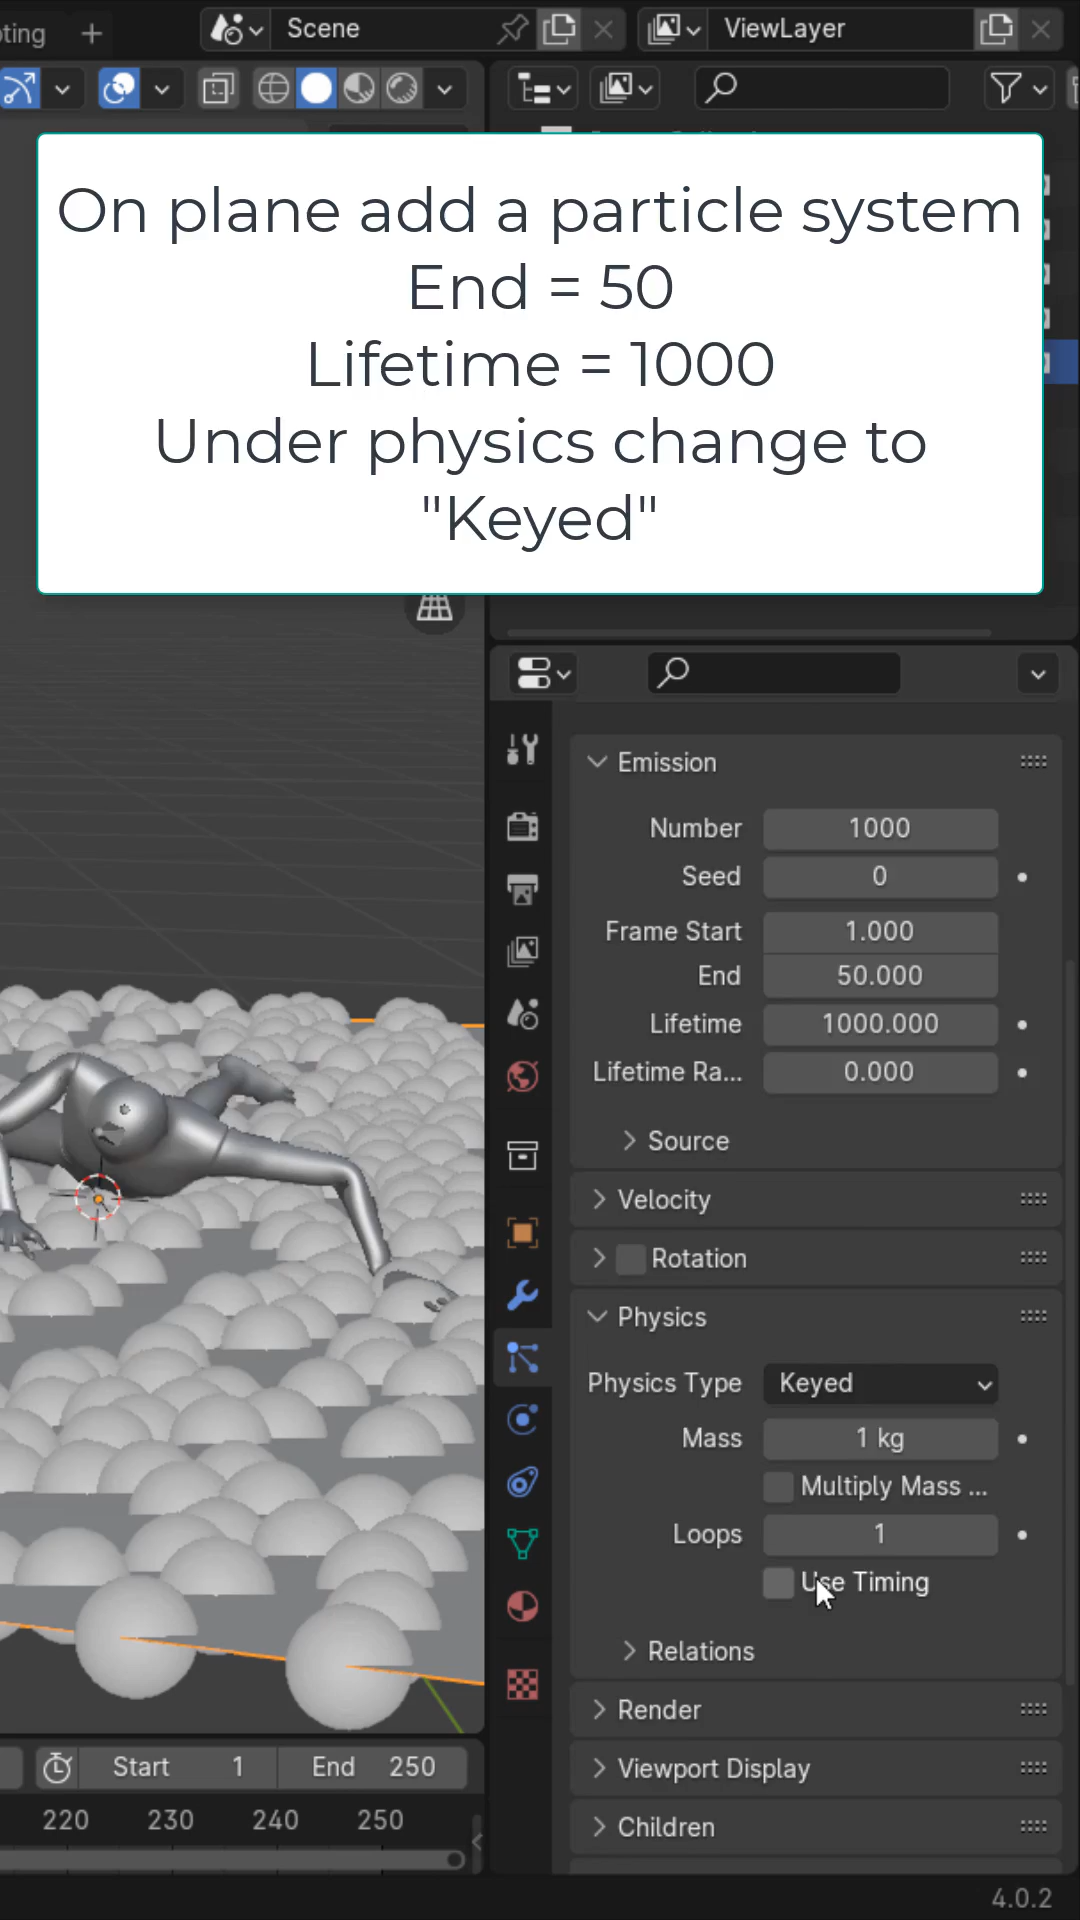 ting
Scene
ViewLayer
On plane add a particle system
End = 50
Lifetime = 1000
Under physics change to
"Keyed"
Emission
Number 1000
Seed 0
Frame Start 1.000
End 50.000
Lifetime 1000.000
Lifetime Ra... 0.000
Source
Velocity
Rotation
Physics
Physics Type Keyed
Mass 1 kg
Multiply Mass ...
Loops 1
Use Timing
Relations
Render
Viewport Display
Children
Start 1 End 250
220 230 240 250
4.0.2